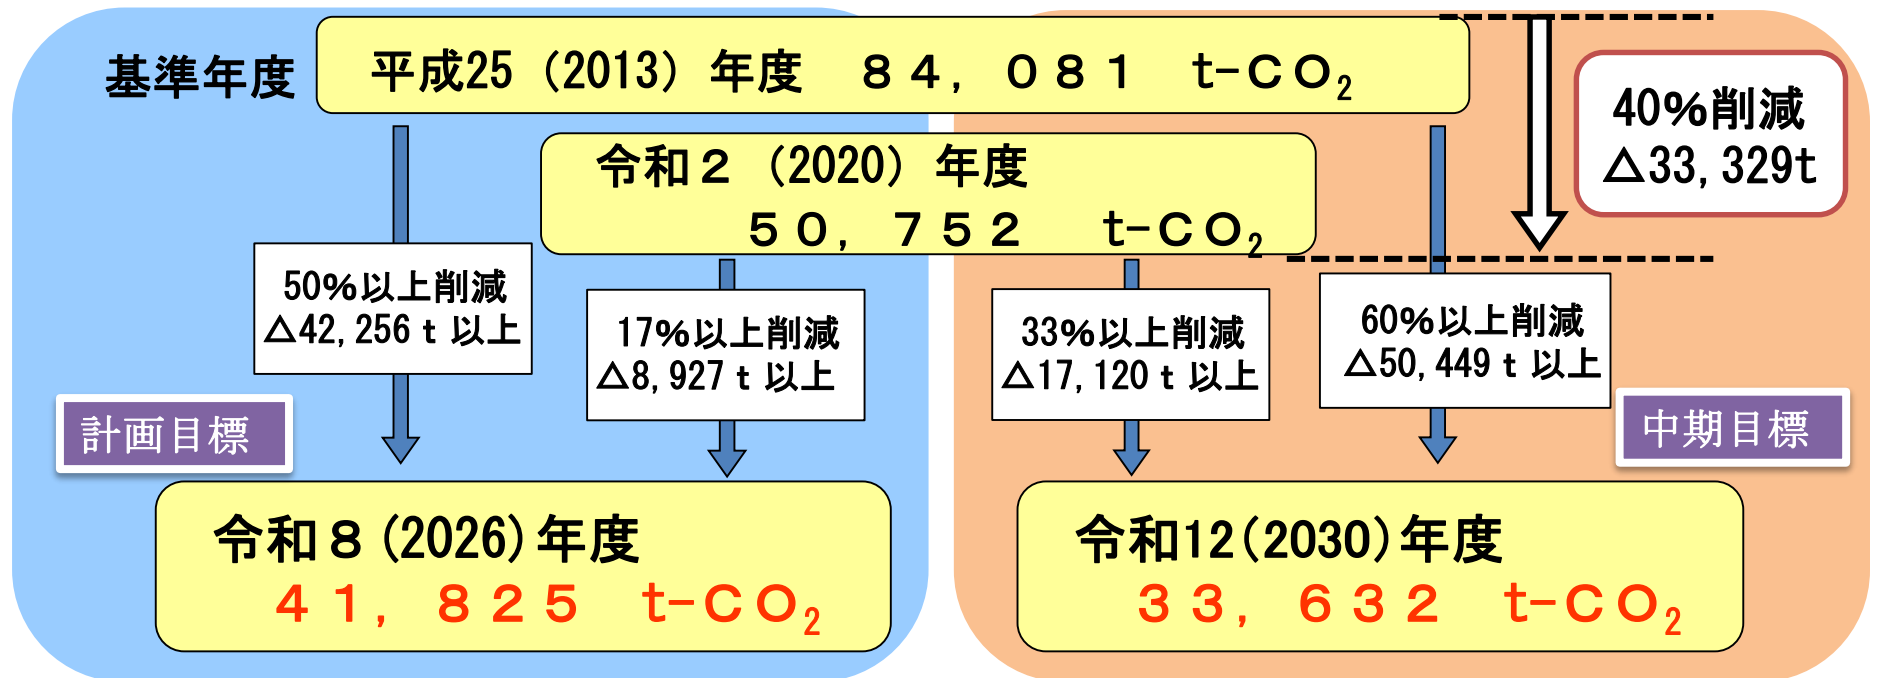 基準年度
平成25（2013）年度　８４，０８１　t-ＣＯ₂
40%削減
△33,329t
令和２（2020）年度
５０，７５２　t-ＣＯ₂
50%以上削減
△42,256ｔ以上
17%以上削減
△8,927ｔ以上
33%以上削減
△17,120ｔ以上
60%以上削減
△50,449ｔ以上
計画目標
中期目標
令和８(2026)年度
４１，８２５　t-ＣＯ₂
令和12(2030)年度
３３，６３２　t-ＣＯ₂